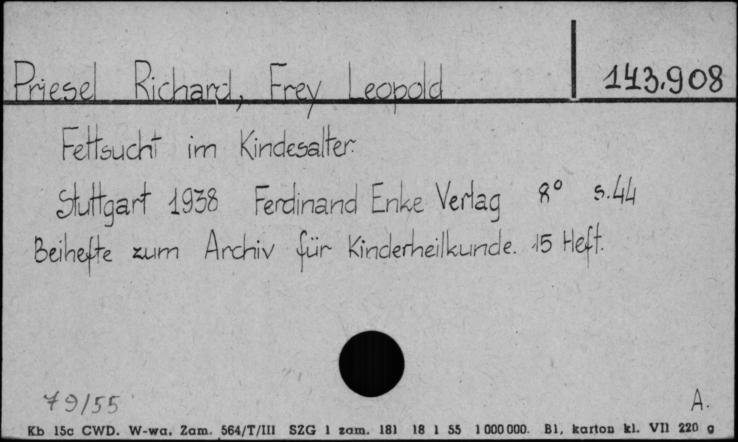 Priesel Richard, Frey Leopold 143.908
Fettsucht im Kindesalter.
Stuttgart 1938 Ferdinand Enke Verlag 8° s.44
Beihefte zum Archiv für Kinderheilkunde. 15 Heft.
79/55 A.
Kb 15c CWD. W-wa, Zam. 564/T/III SZG 1 zam. 181 18 1 55 1 000 000. B1, karton kl. VII 220 g